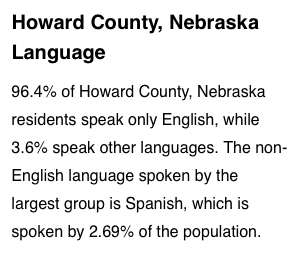 Howard County, Nebraska
Language
96.4% of Howard County, Nebraska
residents speak only English, while
3.6% speak other languages. The non-
English language spoken by the
largest group is Spanish, which is
spoken by 2.69% of the population.